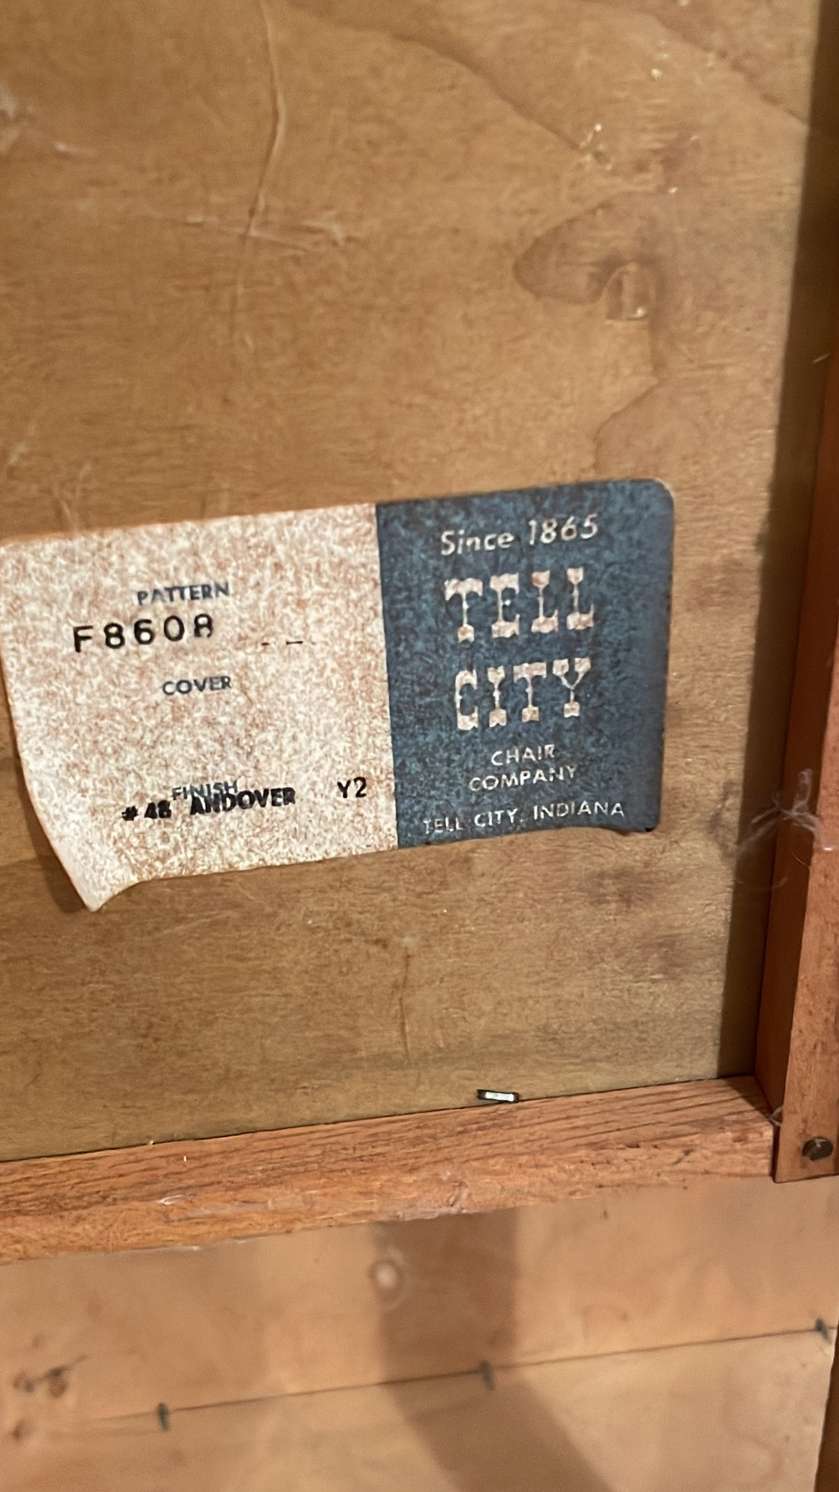 PATTERN
F8608
COVER
FINISH
#48 ANDOVER Y2
Since 1865
TELL
CITY
CHAIR
COMPANY
TELL CITY, INDIANA